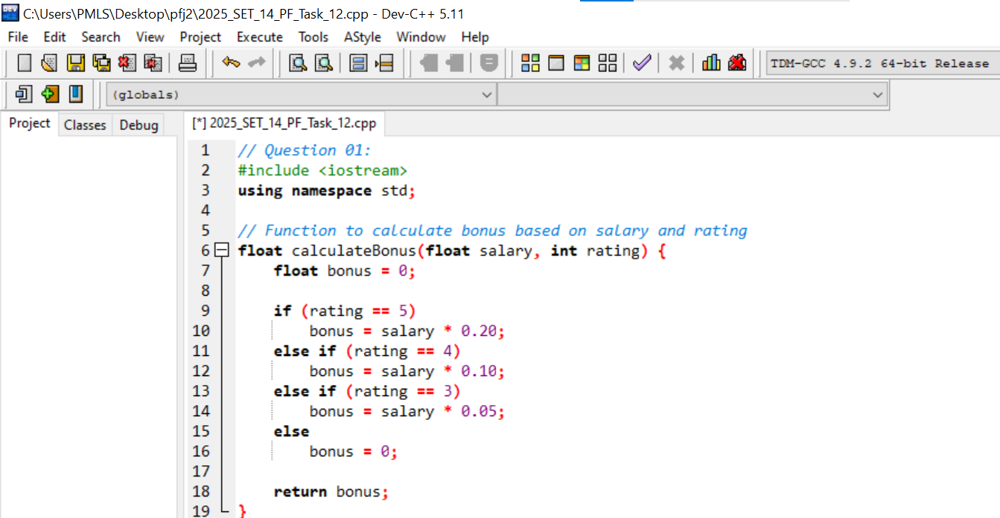 C:\Users\PMLS\Desktop\pfj2\2025_SET_14_PF_Task_12.cpp - Dev-C++ 5.11
File Edit Search View Project Execute Tools AStyle Window Help
TDM-GCC 4.9.2 64-bit Release
(globals)
Project Classes Debug [*] 2025_SET_14_PF_Task_12.cpp
1 // Question 01:
2 #include <iostream>
3 using namespace std;
4
5 // Function to calculate bonus based on salary and rating
6 float calculateBonus(float salary, int rating) {
7     float bonus = 0;
8
9     if (rating == 5)
10         bonus = salary * 0.20;
11     else if (rating == 4)
12         bonus = salary * 0.10;
13     else if (rating == 3)
14         bonus = salary * 0.05;
15     else
16         bonus = 0;
17
18     return bonus;
19 }